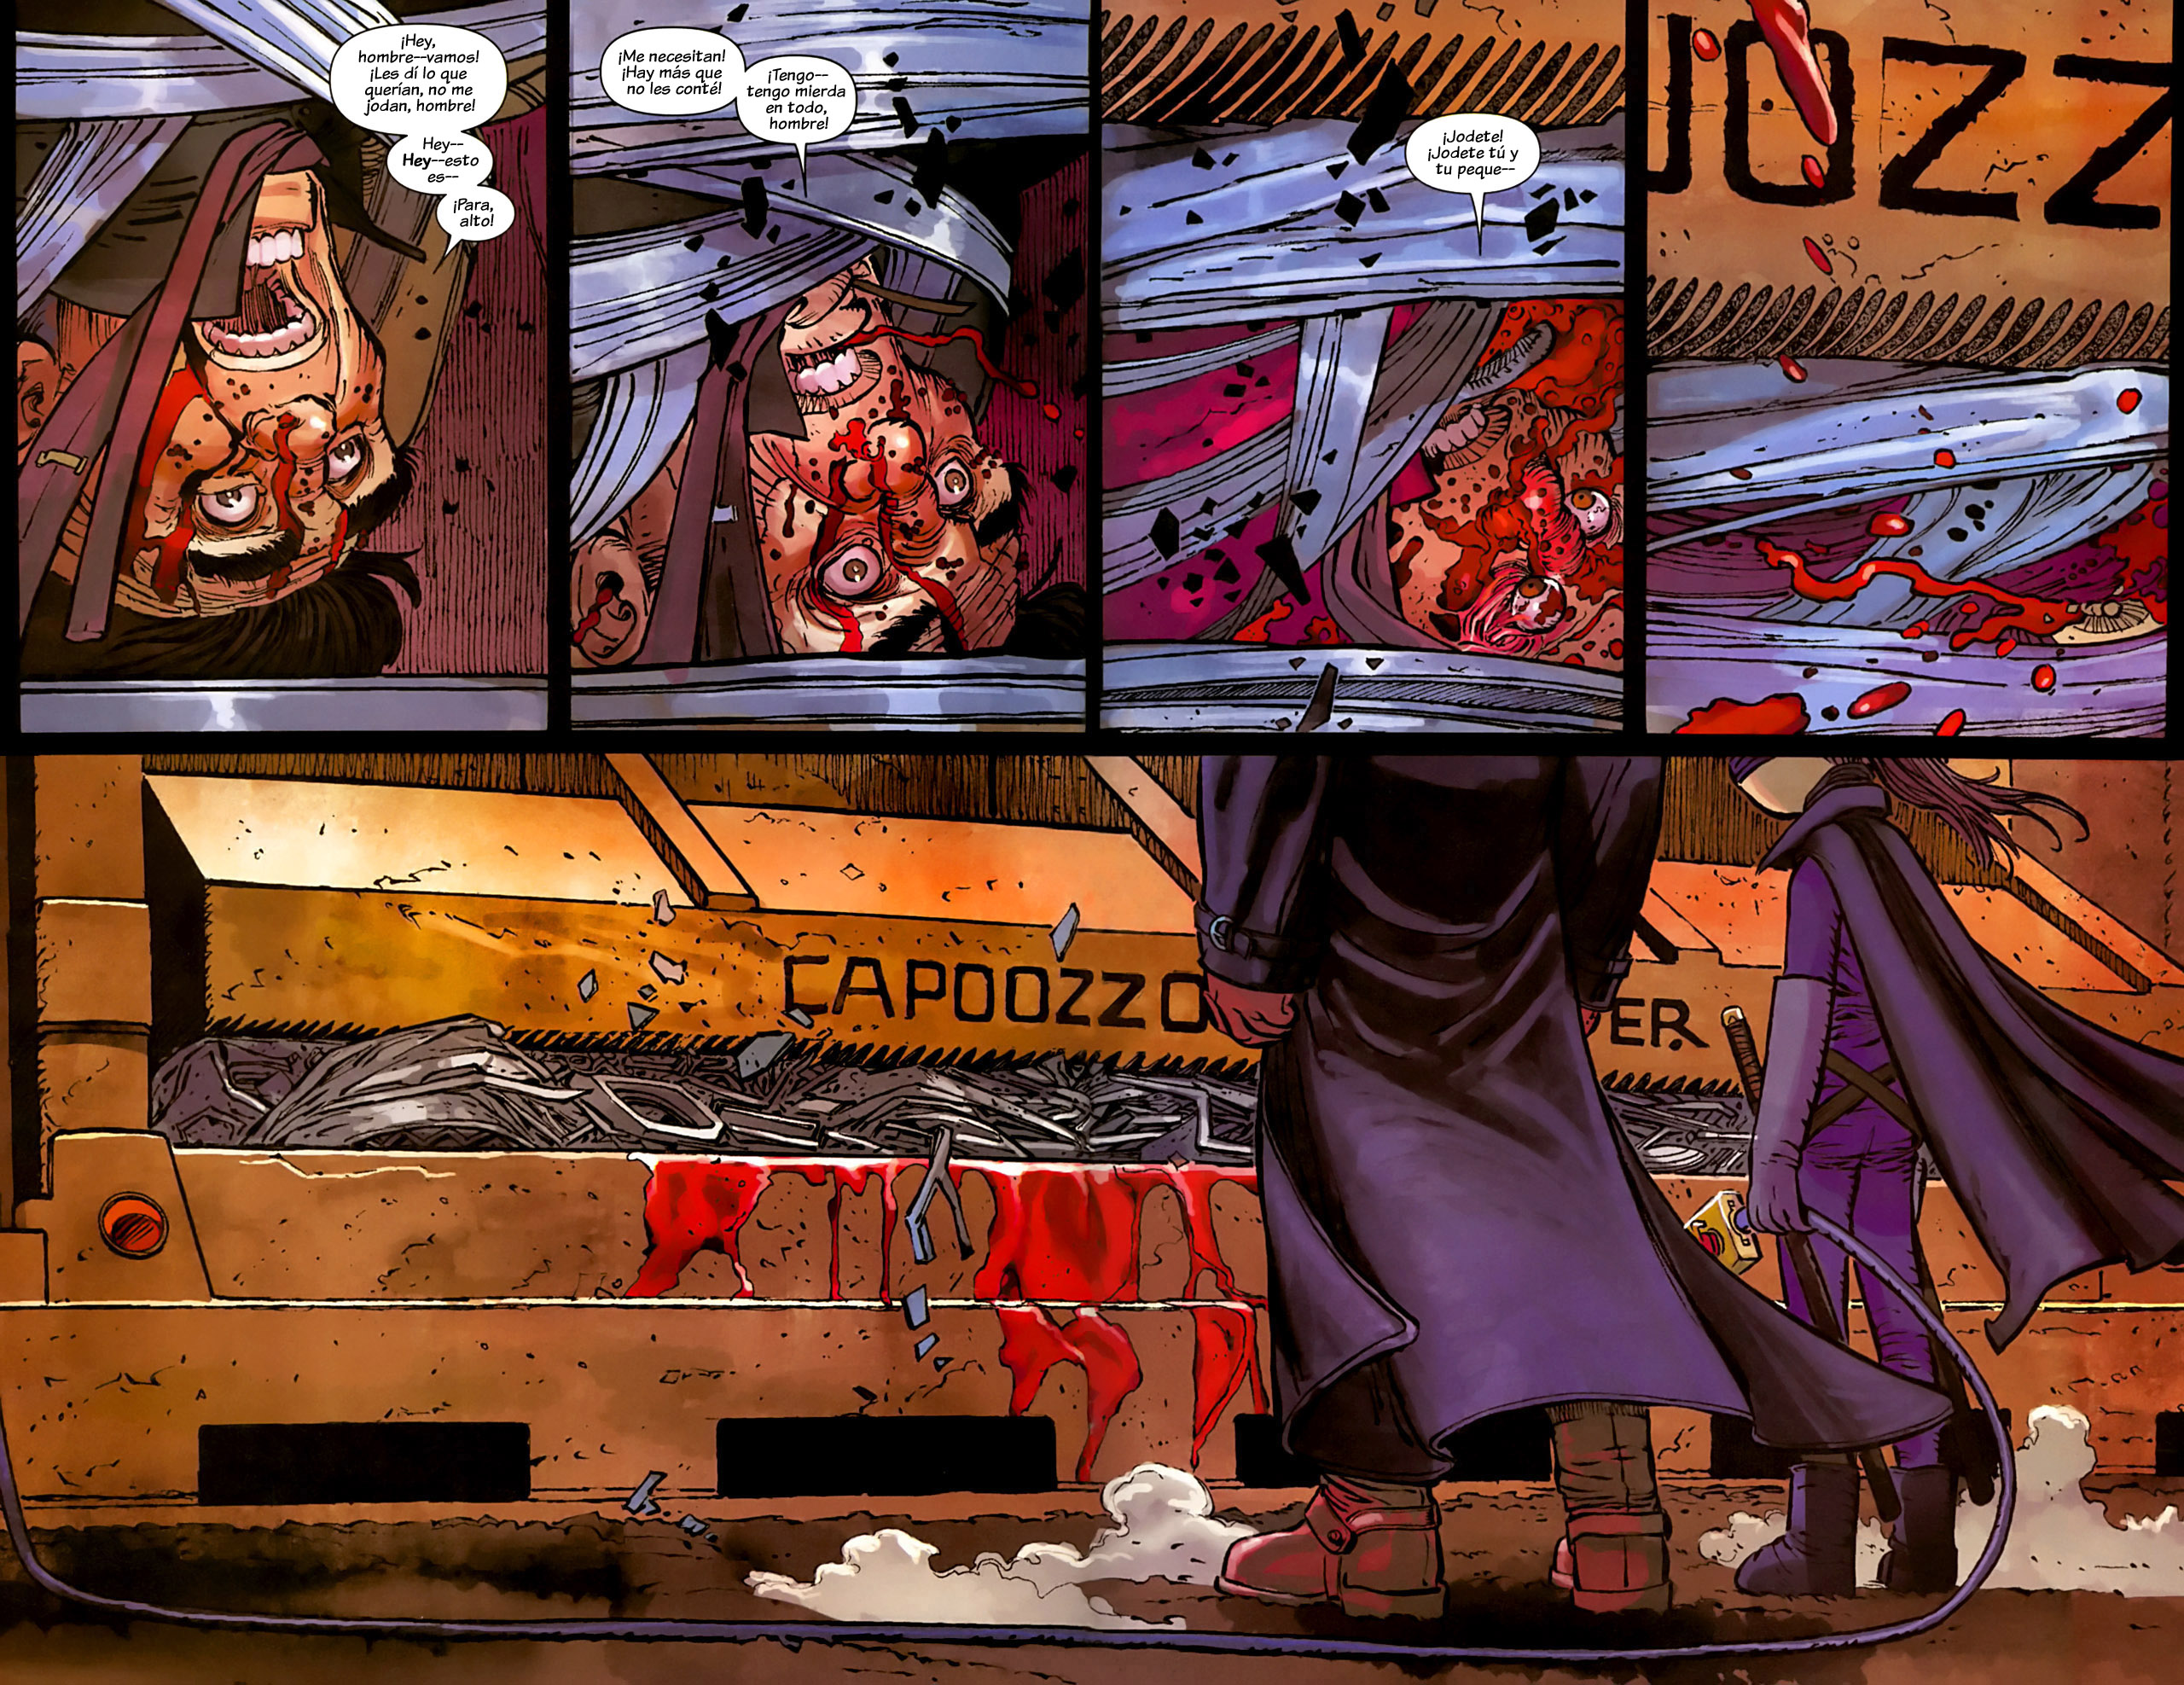 ¡Hey,
hombre--vamos!
¡Les dí lo que
querían, no me
jodan, hombre!
Hey--
Hey--esto
es--
¡Para,
alto!
¡Me necesitan!
¡Hay más que
no les conté!
¡Tengo--
tengo mierda
en todo,
hombre!
¡Jodete!
¡Jodete tú y
tu peque--
OZZ
CAPOOZZO
ER.